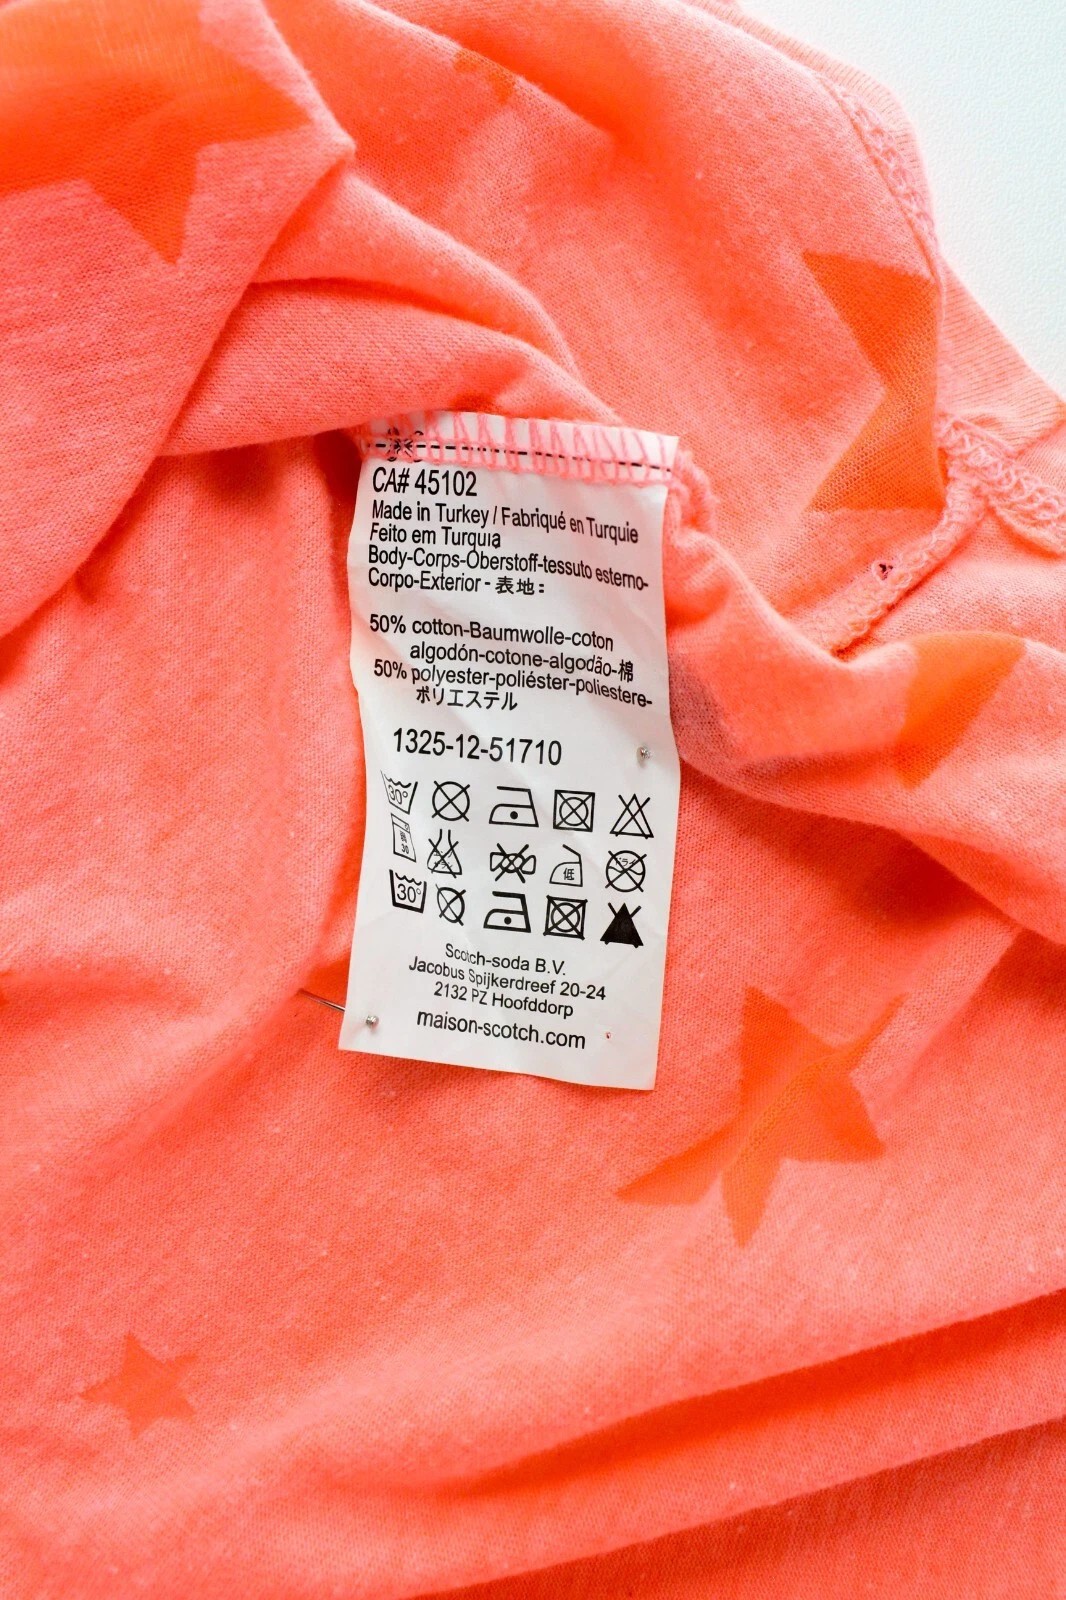 CA# 45102
Made in Turkey / Fabriqué en Turquie
Feito em Turquia
Body-Corps-Oberstoff-tessuto esterno-
Corpo-Exterior - 表地:
50% cotton-Baumwolle-coton
algodón-cotone-algodão-棉
50% polyester-poliéster-poliestere-
ポリエステル
1325-12-51710
30°
低
30°
Scotch-soda B.V.
Jacobus Spijkerdreef 20-24
2132 PZ Hoofddorp
maison-scotch.com